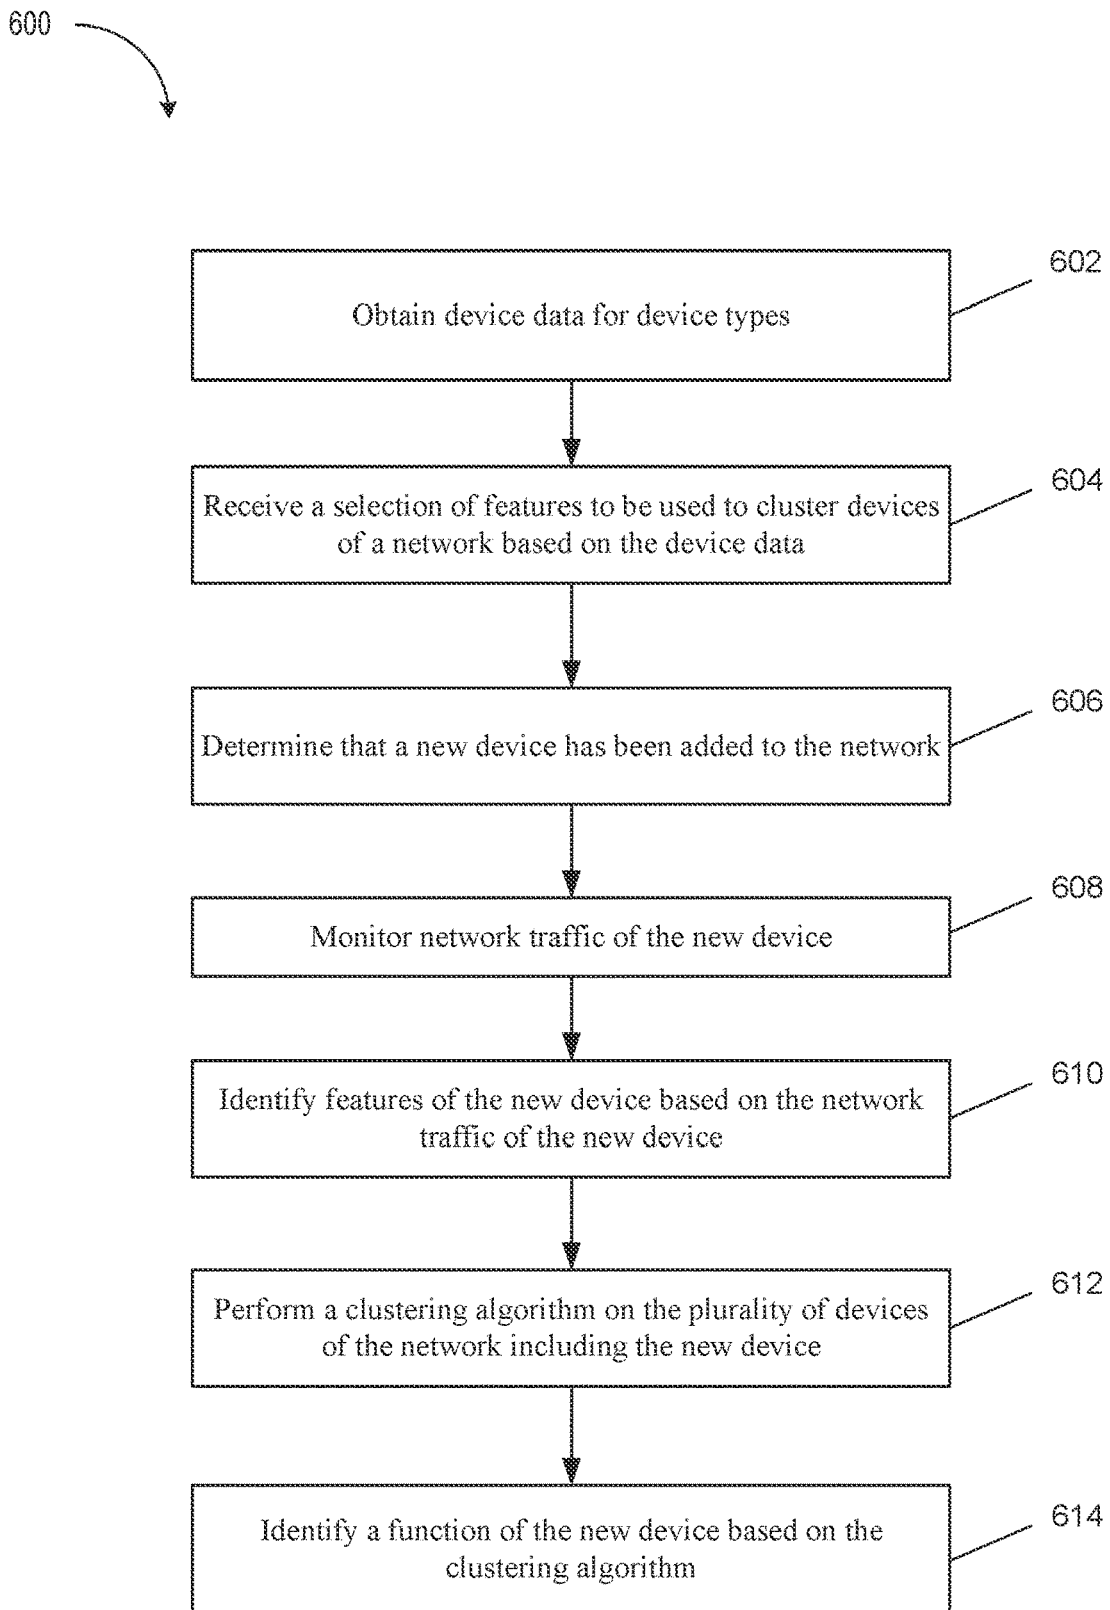 600
602
Obtain device data for device types
604
Receive a selection of features to be used to cluster devices
of a network based on the device data
606
Determine that a new device has been added to the network
608
Monitor network traffic of the new device
610
Identify features of the new device based on the network
traffic of the new device
612
Perform a clustering algorithm on the plurality of devices
of the network including the new device
614
Identify a function of the new device based on the
clustering algorithm